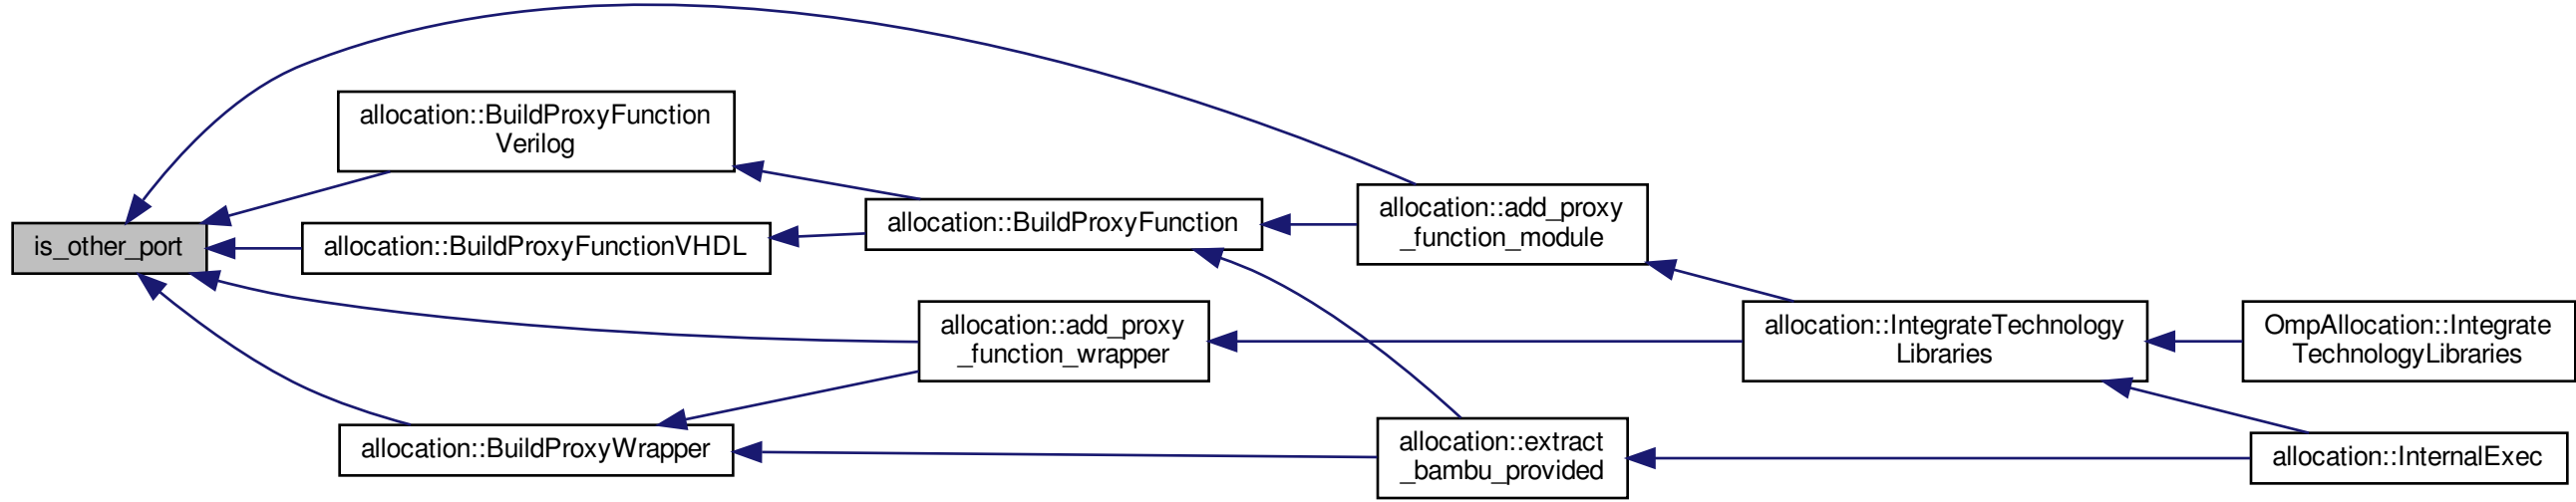 is_other_port
allocation::BuildProxyFunction
Verilog
allocation::BuildProxyFunctionVHDL
allocation::BuildProxyWrapper
allocation::BuildProxyFunction
allocation::add_proxy
_function_wrapper
allocation::add_proxy
_function_module
allocation::extract
_bambu_provided
allocation::IntegrateTechnology
Libraries
OmpAllocation::Integrate
TechnologyLibraries
allocation::InternalExec